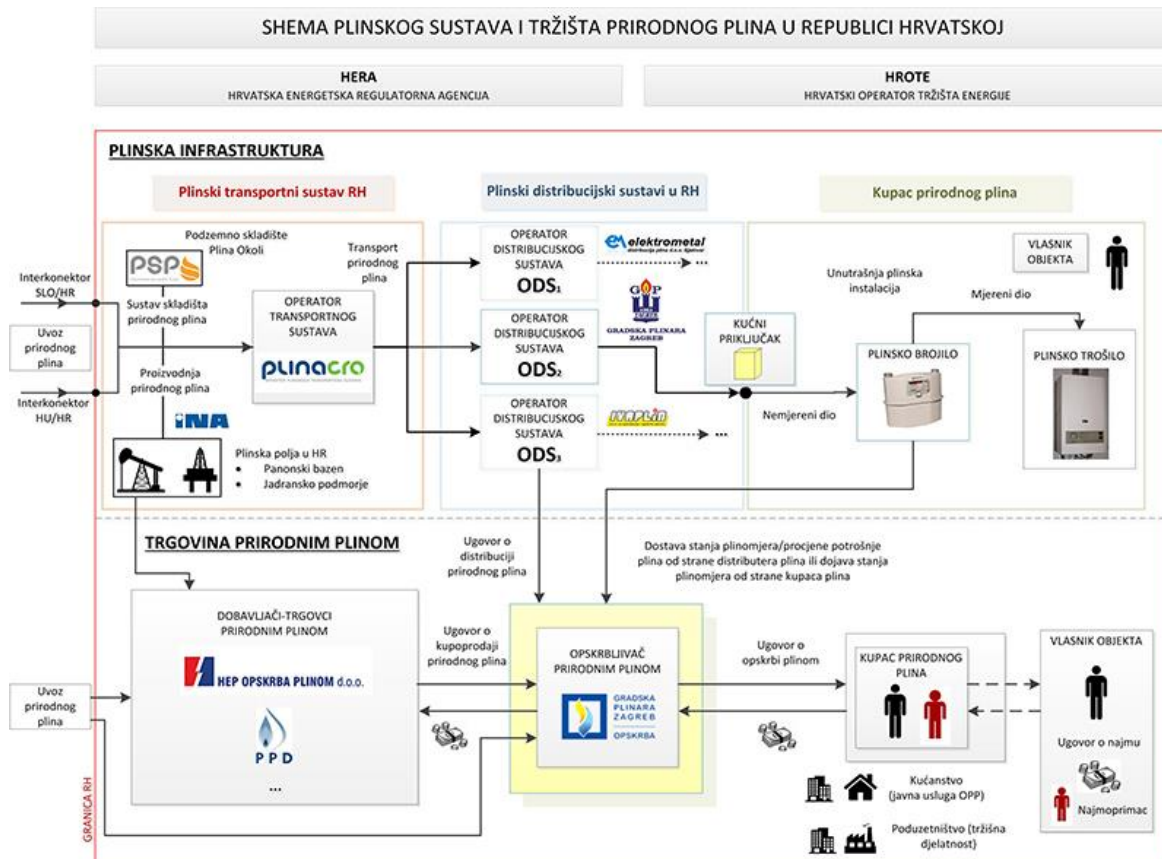 SHEMA PLINSKOG SUSTAVA I TRŽIŠTA PRIRODNOG PLINA U REPUBLICI HRVATSKOJ
HERA
HRVATSKA ENERGETSKA REGULATORNA AGENCIJA
HROTE
HRVATSKI OPERATOR TRŽIŠTA ENERGIJE
PLINSKA INFRASTRUKTURA
Plinski transportni sustav RH
Plinski distribucijski sustavi u RH
Kupac prirodnog plina
Interkonektor
SLO/HR
Uvoz
prirodnog
plina
Interkonektor
HU/HR
Podzemno skladište
Plina Okoli
PSP
Sustav skladišta
prirodnog plina
Proizvodnja
prirodnog plina
INA
Plinska polja u HR
• Panonski bazen
• Jadransko podmorje
OPERATOR
TRANSPORTNOG
SUSTAVA
PLINACRO
Transport
prirodnog
plina
OPERATOR
DISTRIBUCIJSKOG
SUSTAVA
ODS1
elektrometal
...
OPERATOR
DISTRIBUCIJSKOG
SUSTAVA
ODS2
GRADSKA PLINARA
ZAGREB
OPERATOR
DISTRIBUCIJSKOG
SUSTAVA
ODS3
IVAPLIN
...
KUĆNI
PRIKLJUČAK
Nemjereni dio
Unutrašnja plinska
instalacija
PLINSKO BROJILO
Mjereni dio
VLASNIK
OBJEKTA
PLINSKO TROŠILO
TRGOVINA PRIRODNIM PLINOM
Ugovor o
distribuciji
prirodnog plina
Dostava stanja plinomjera/procjene potrošnje
plina od strane distributera plina ili dojava stanja
plinomjera od strane kupaca plina
Uvoz
prirodnog
plina
GRANICA RH
DOBAVLJAČI-TRGOVCI
PRIRODNIM PLINOM
HEP OPSKRBA PLINOM d.o.o.
PPD
...
Ugovor o
kupoprodaji
prirodnog plina
OPSKRBLJIVAČ
PRIRODNIM PLINOM
GRADSKA
PLINARA
ZAGREB
OPSKRBA
Ugovor o
opskrbi plinom
KUPAC PRIRODNOG
PLINA
Kućanstvo
(javna usluga OPP)
Poduzetništvo (tržišna
djelatnost)
VLASNIK OBJEKTA
Ugovor o najmu
Najmoprimac